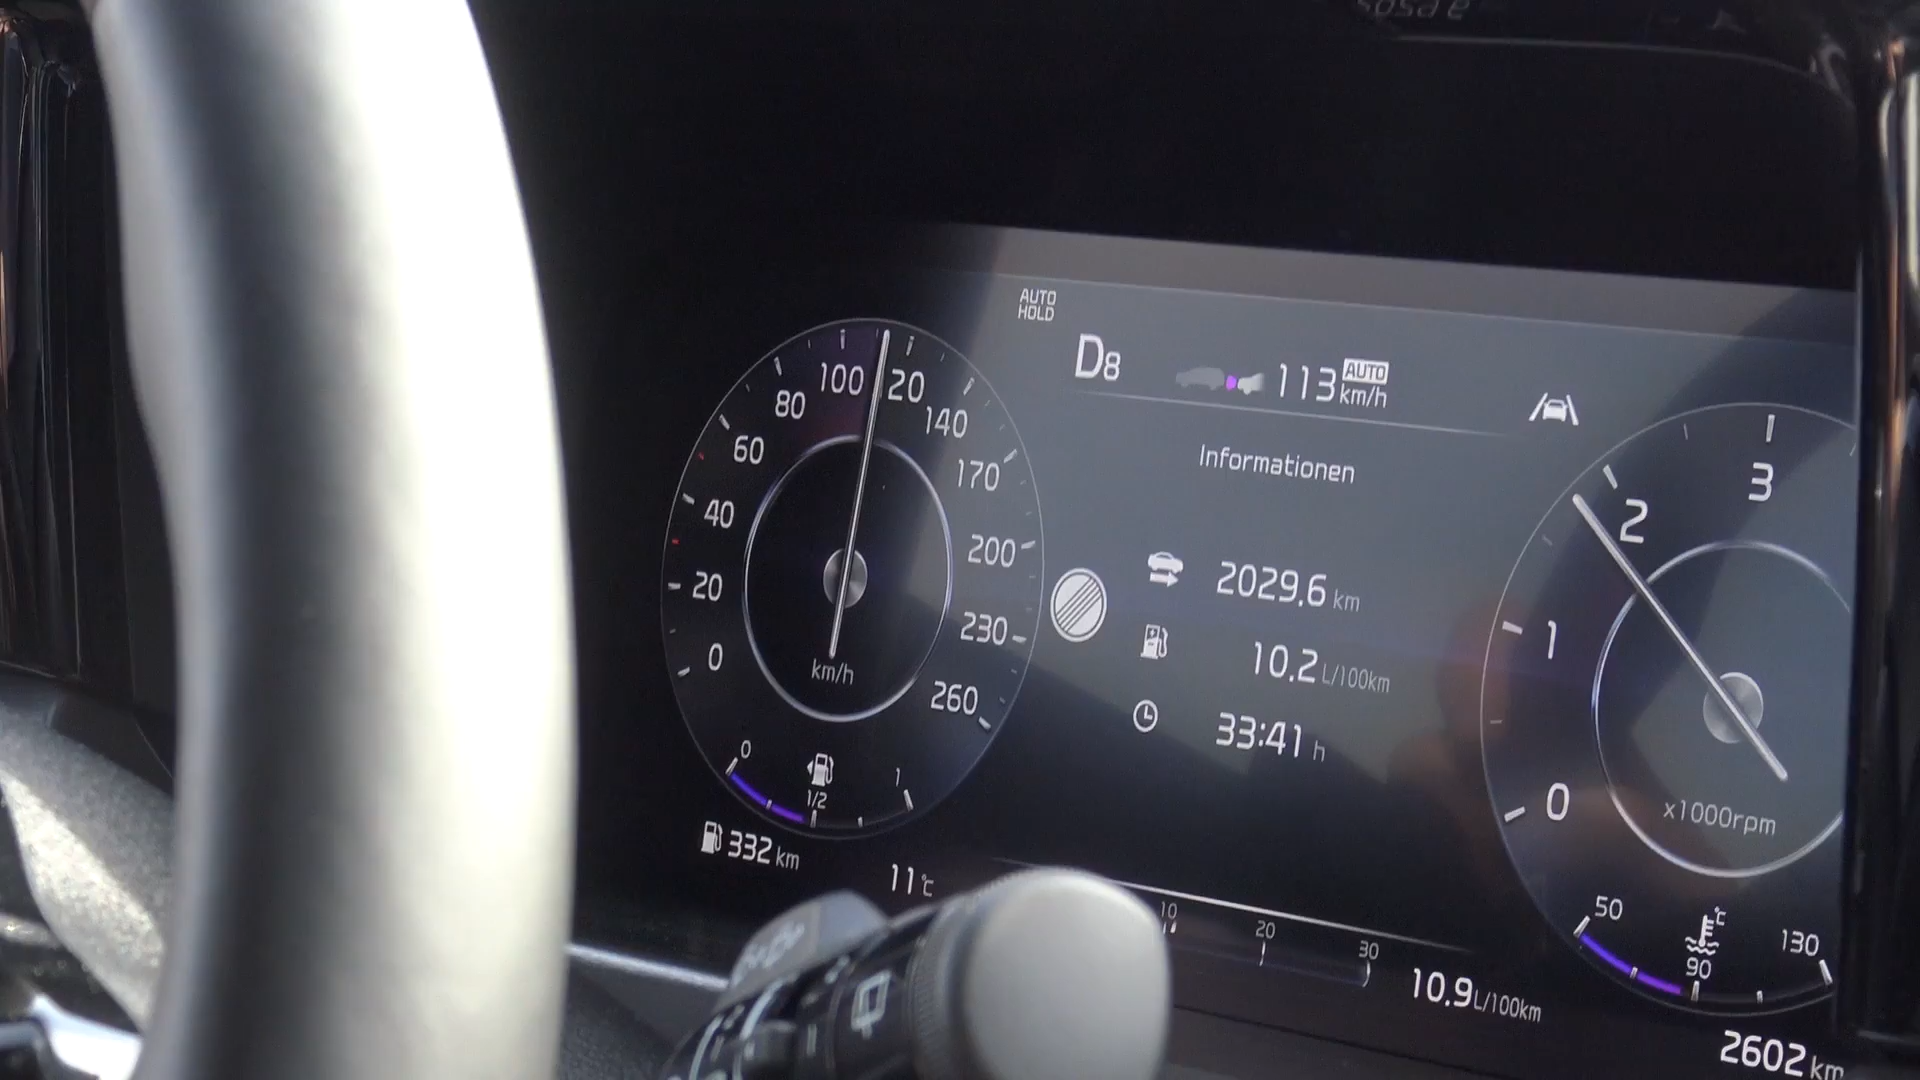 AUTO
HOLD
D8
113 km/h AUTO
Informationen
2029.6 km
10.2 L/100km
33:41 h
0
20
40
60
80
100
20
140
170
200
230
260
km/h
0
1/2
1
332 km
11 °C
10
20
30
10.9 L/100km
0
1
2
3
x1000rpm
50
°C
90
130
2602 km